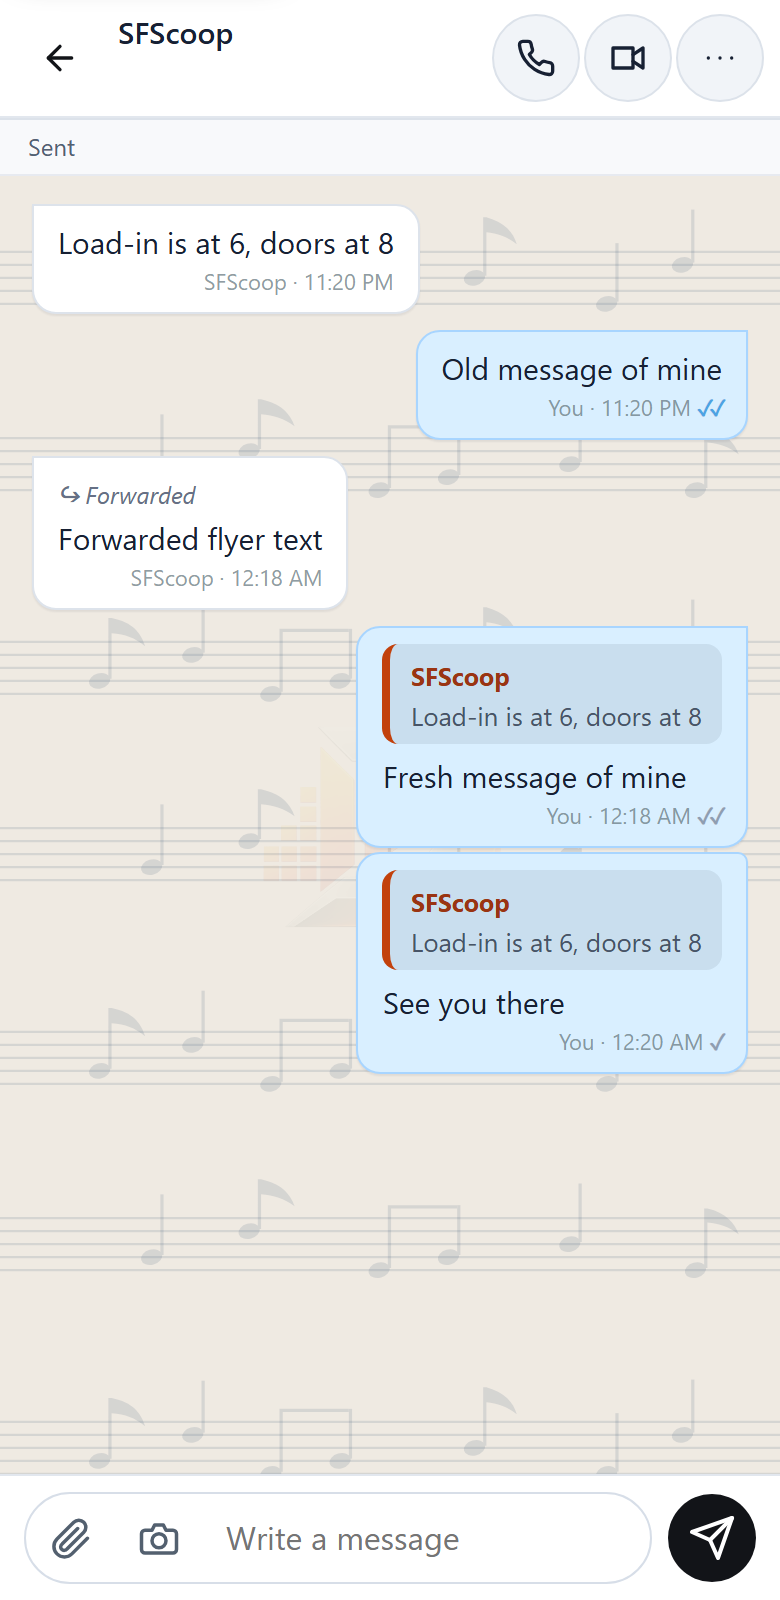 SFScoop
Sent
Load-in is at 6, doors at 8
SFScoop · 11:20 PM
Old message of mine
You · 11:20 PM
Forwarded
Forwarded flyer text
SFScoop · 12:18 AM
SFScoop
Load-in is at 6, doors at 8
Fresh message of mine
You · 12:18 AM
SFScoop
Load-in is at 6, doors at 8
See you there
You · 12:20 AM
Write a message